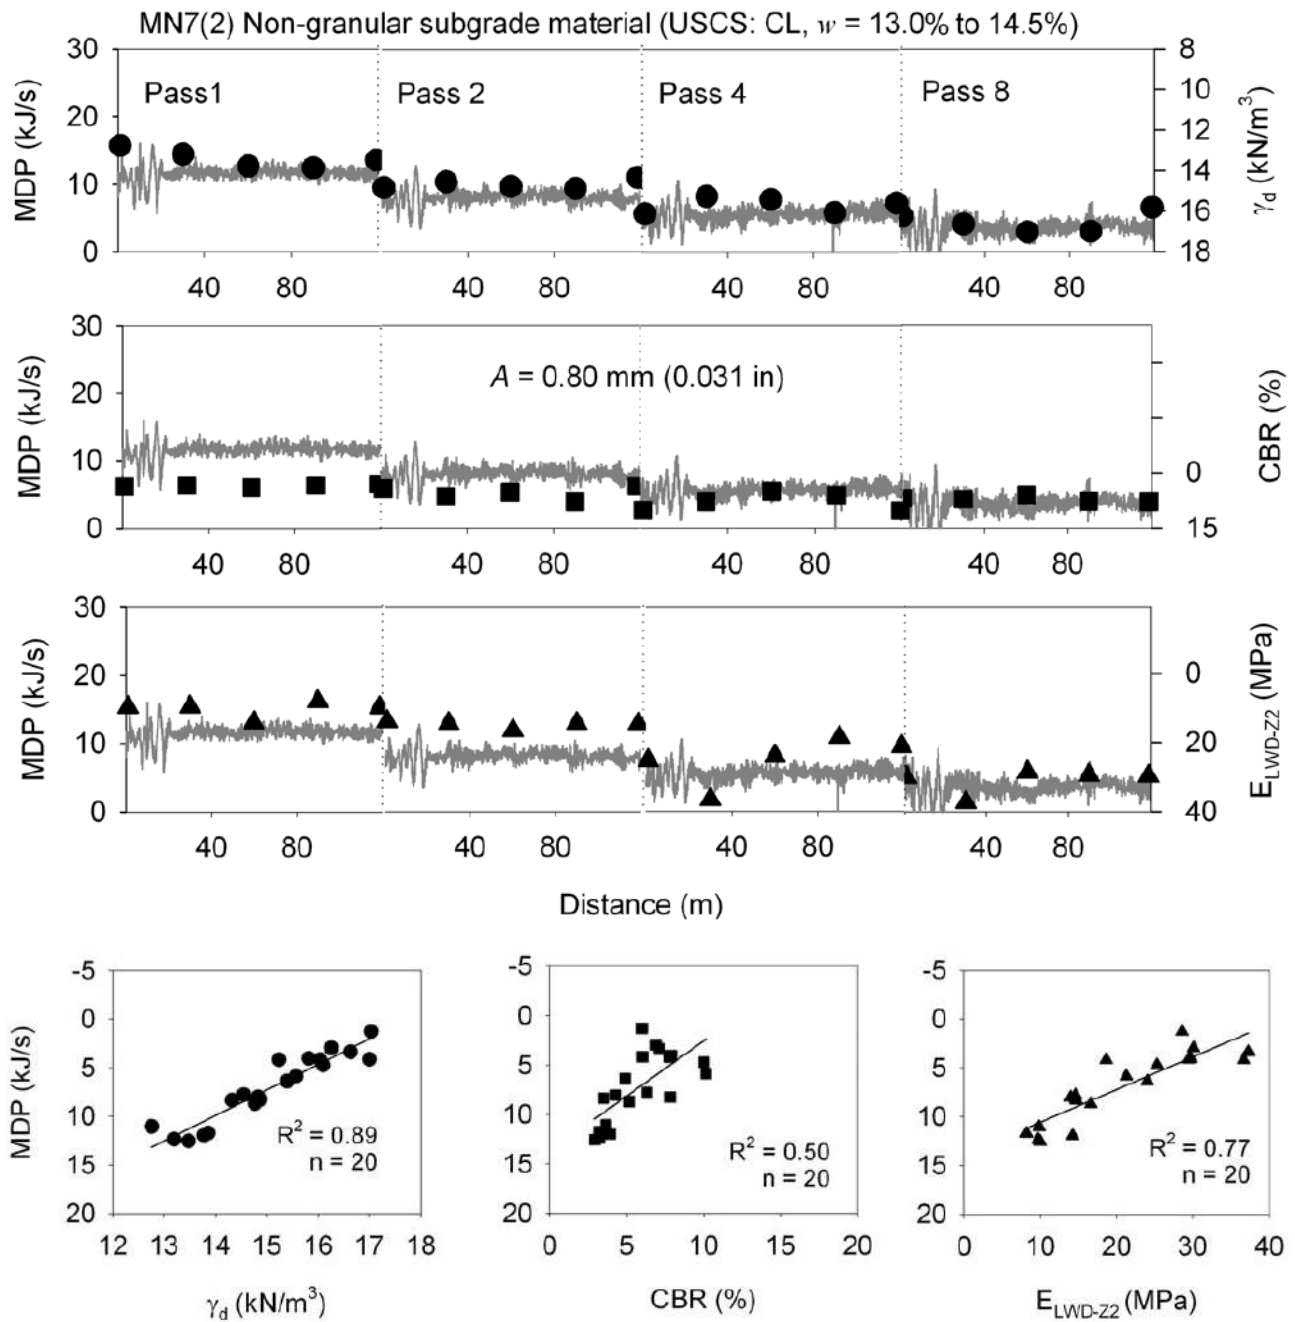 MN7(2) Non-granular subgrade material (USCS: CL, w = 13.0% to 14.5%)
30 8
Pass1 Pass 2 Pass 4 Pass 8
10
20 12
MDP (kJ/s) γd (kN/m³)
14
10
16
0 18
40 80 40 80 40 80 40 80
30
A = 0.80 mm (0.031 in)
20
MDP (kJ/s) CBR (%)
10 0
0 15
40 80 40 80 40 80 40 80
30
20 0
MDP (kJ/s) E_LWD-Z2 (MPa)
10 20
0 40
40 80 40 80 40 80 40 80
Distance (m)
MDP (kJ/s)
-5
0
5
10
15
20
R² = 0.89
n = 20
12 13 14 15 16 17 18
γd (kN/m³)
-5
0
5
10
15
20
R² = 0.50
n = 20
0 5 10 15 20
CBR (%)
-5
0
5
10
15
20
R² = 0.77
n = 20
0 10 20 30 40
E_LWD-Z2 (MPa)